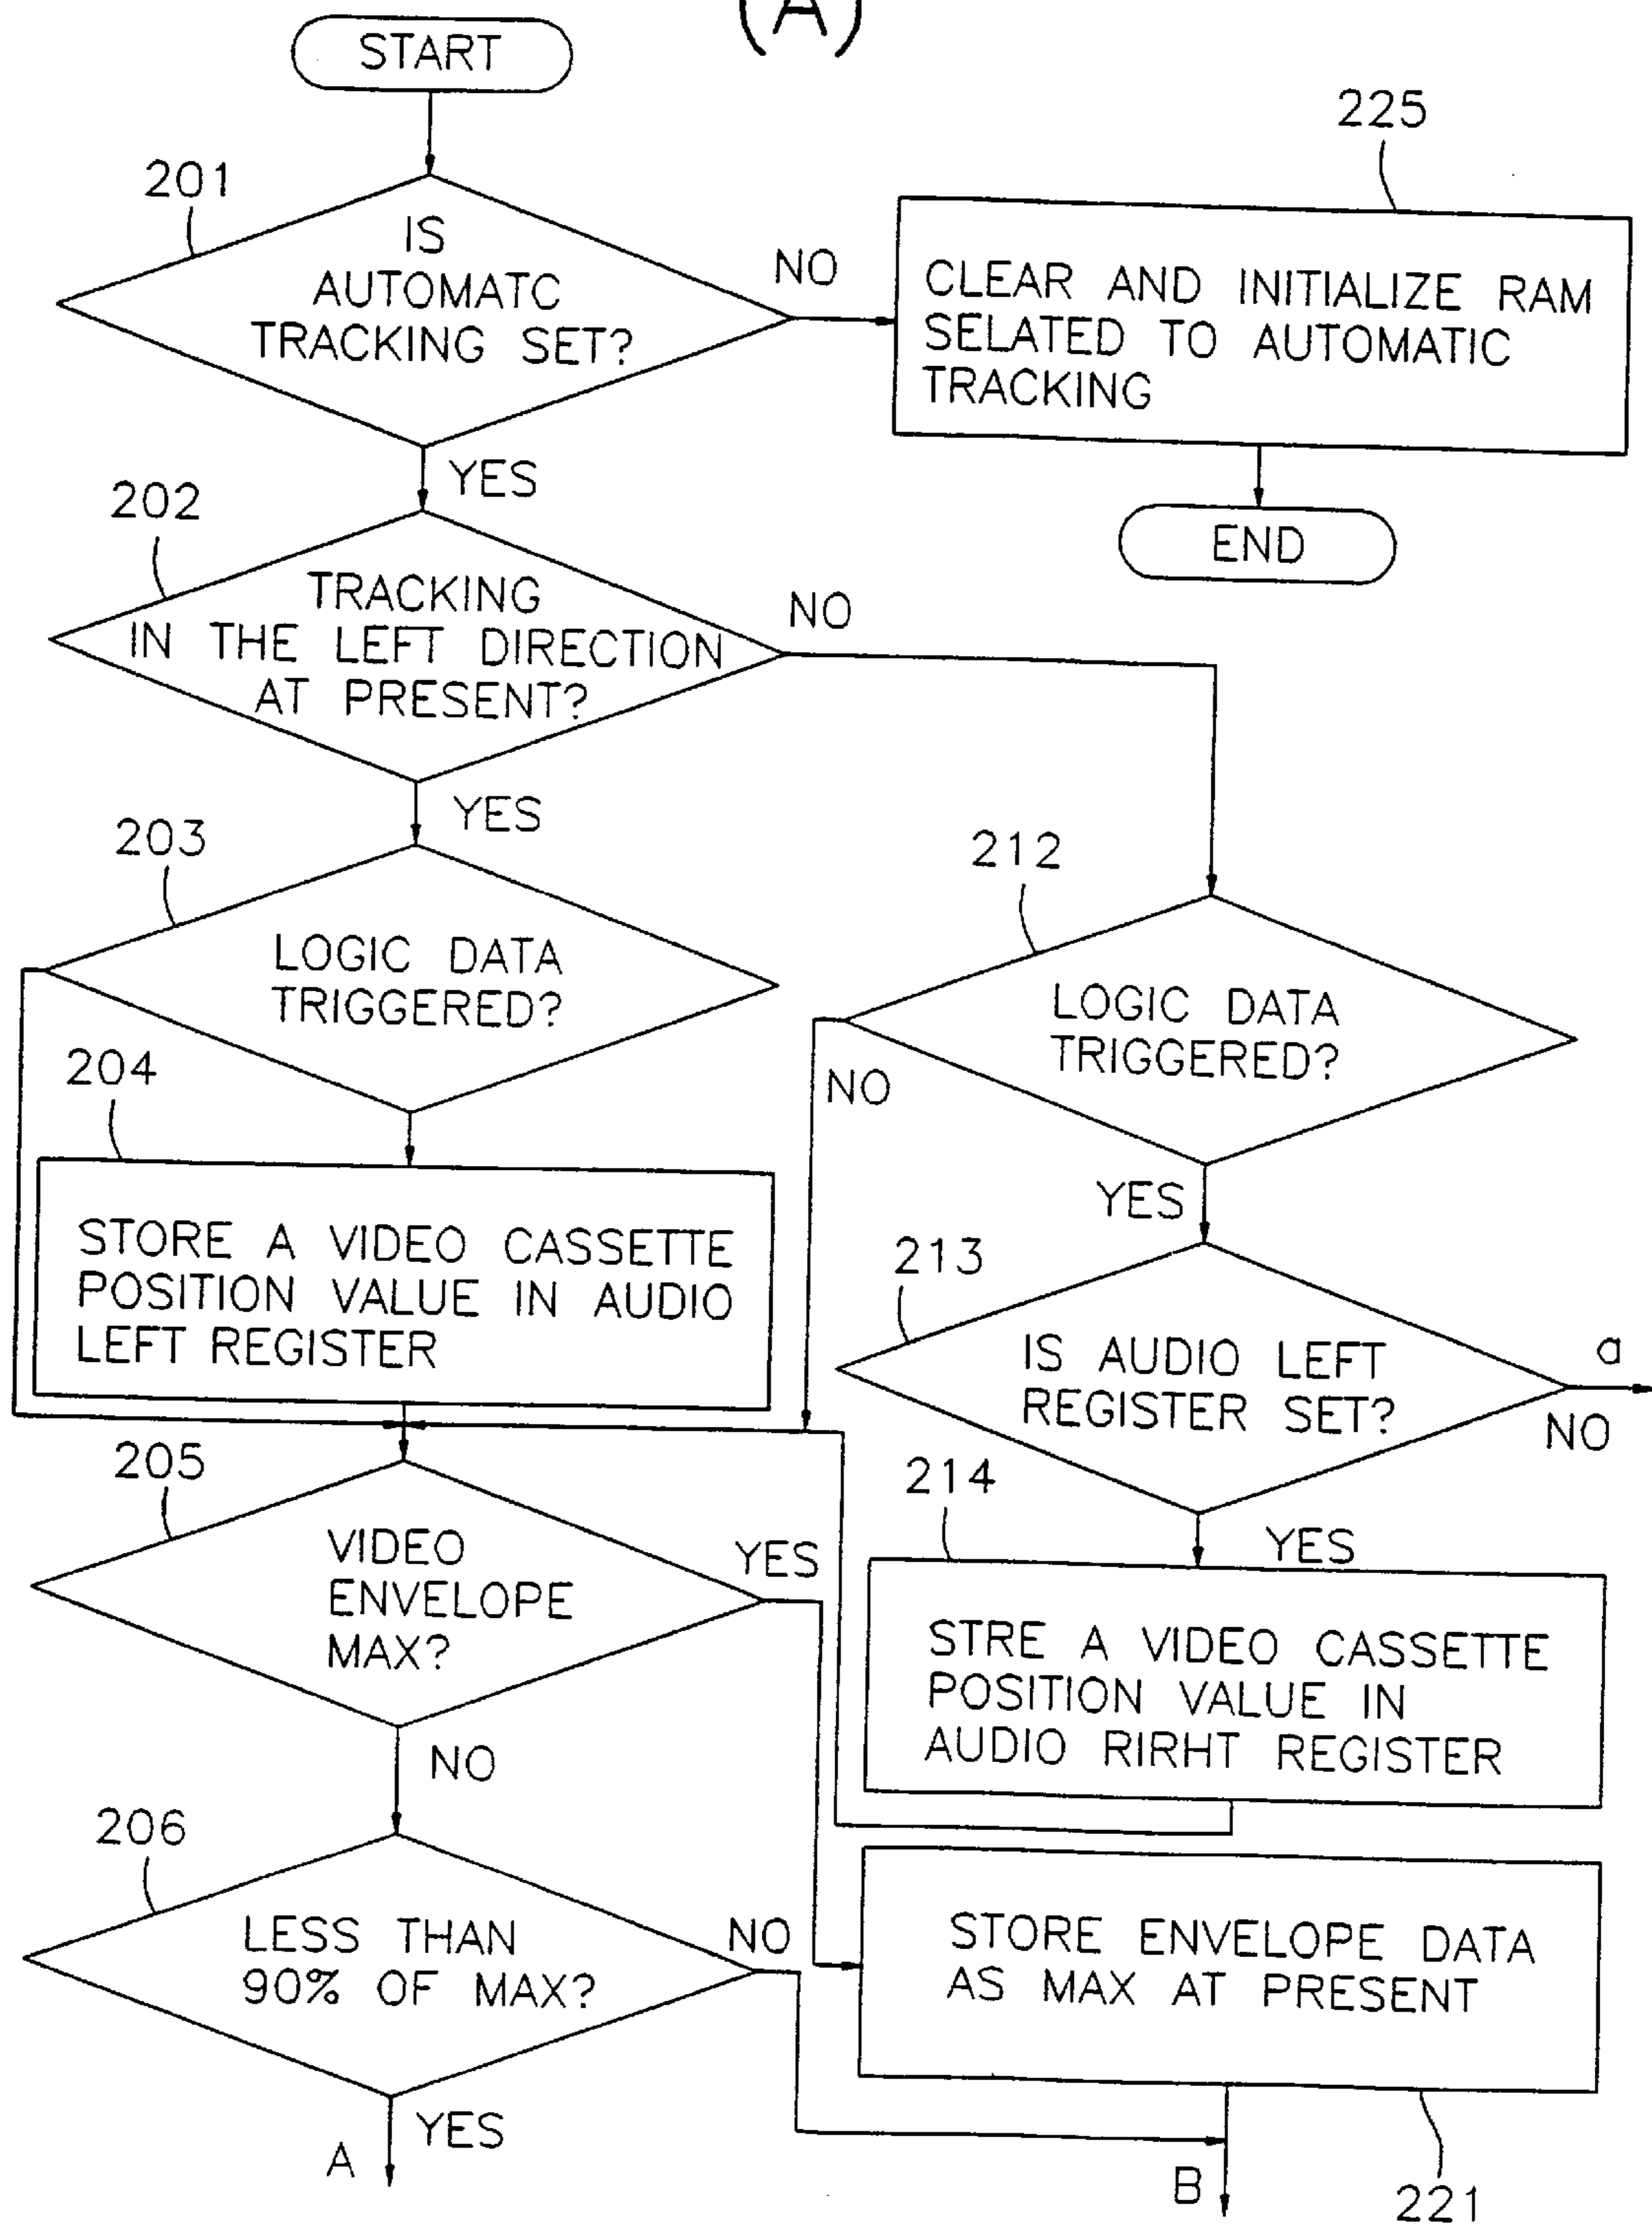 (A)
START
225
201
IS
AUTOMATC
TRACKING SET?
NO
CLEAR AND INITIALIZE RAM
SELATED TO AUTOMATIC
TRACKING
YES
END
202
TRACKING
IN THE LEFT DIRECTION
AT PRESENT?
NO
YES
203
LOGIC DATA
TRIGGERED?
212
LOGIC DATA
TRIGGERED?
NO
YES
204
STORE A VIDEO CASSETTE
POSITION VALUE IN AUDIO
LEFT REGISTER
213
IS AUDIO LEFT
REGISTER SET?
a
NO
205
VIDEO
ENVELOPE
MAX?
YES
NO
214
YES
STRE A VIDEO CASSETTE
POSITION VALUE IN
AUDIO RIRHT REGISTER
206
LESS THAN
90% OF MAX?
NO
STORE ENVELOPE DATA
AS MAX AT PRESENT
YES
A
B
221